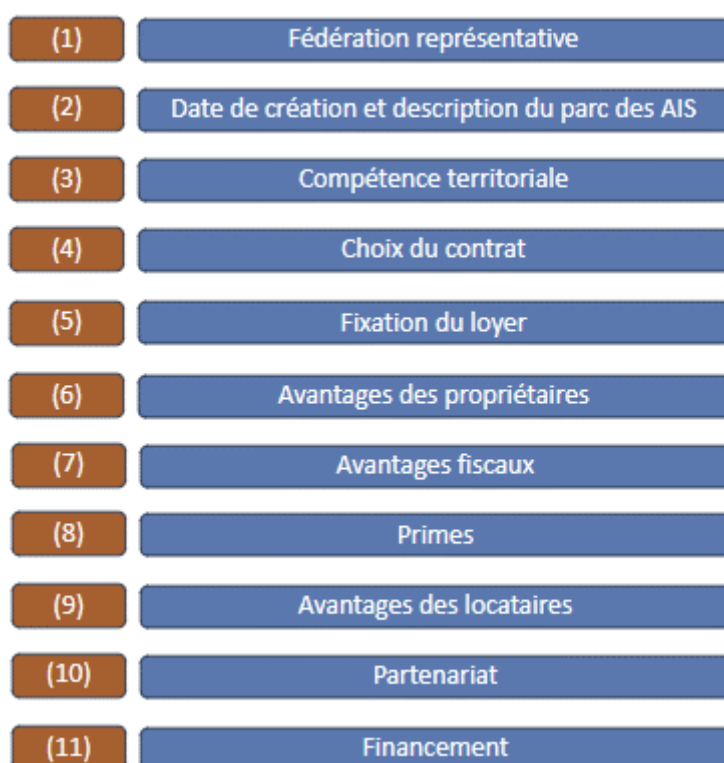 (1) Fédération représentative
(2) Date de création et description du parc des AIS
(3) Compétence territoriale
(4) Choix du contrat
(5) Fixation du loyer
(6) Avantages des propriétaires
(7) Avantages fiscaux
(8) Primes
(9) Avantages des locataires
(10) Partenariat
(11) Financement